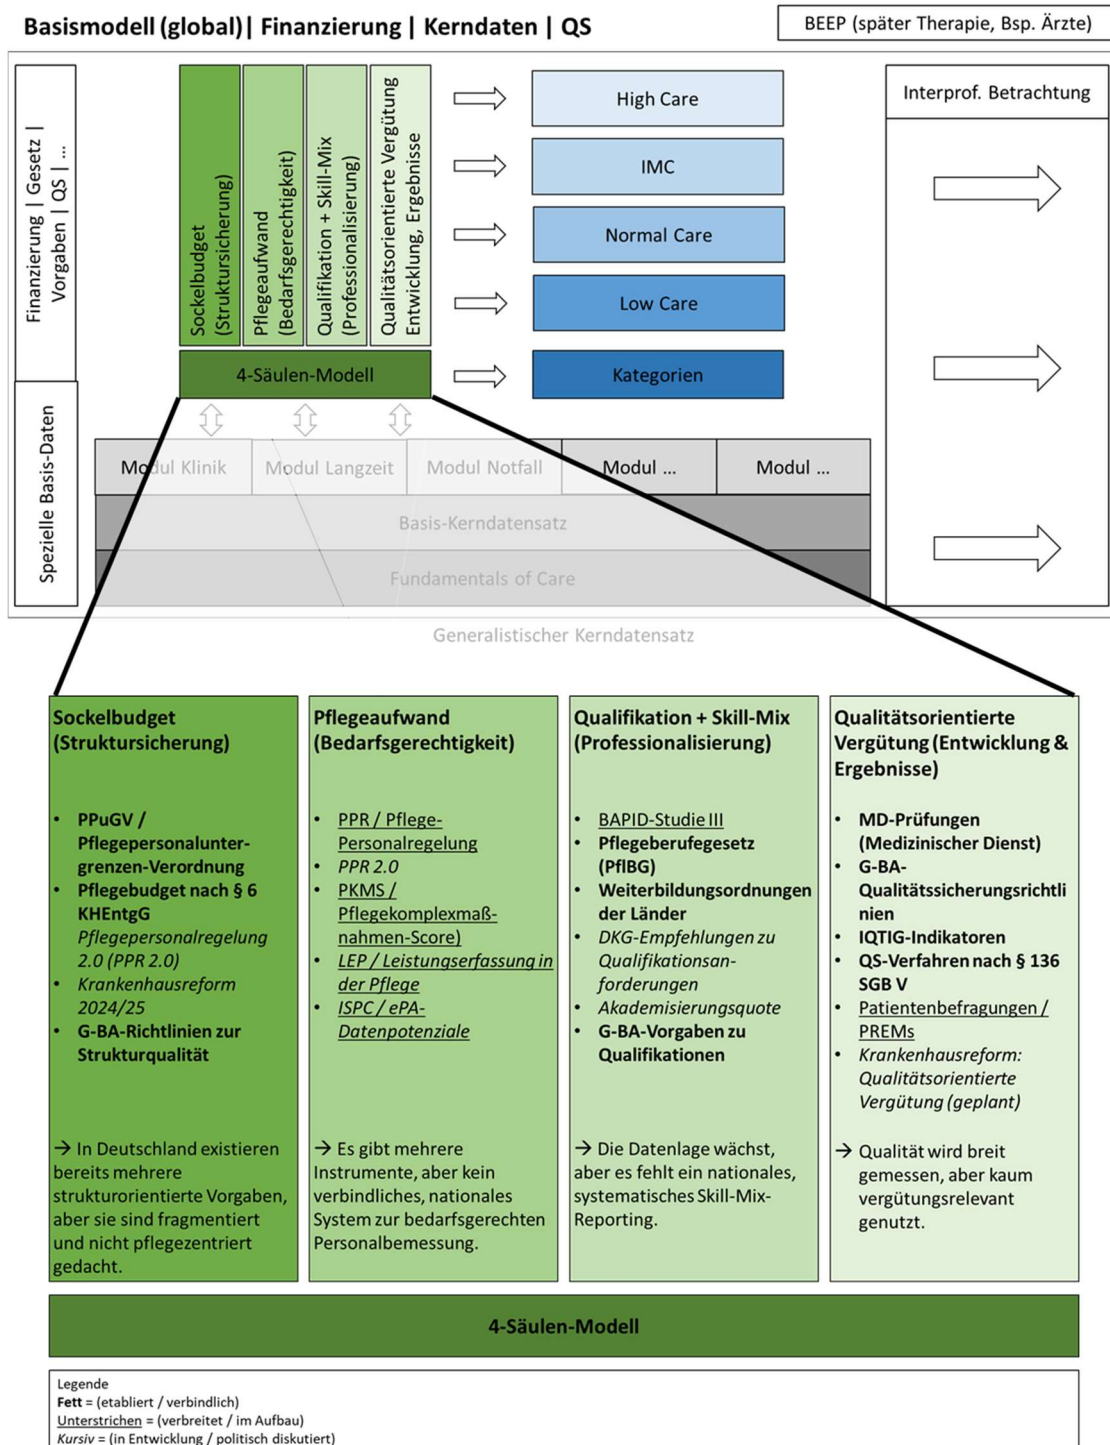 Basismodell (global)| Finanzierung | Kerndaten | QS
BEEP (später Therapie, Bsp. Ärzte)
Finanzierung | Gesetz |
Vorgaben | QS | ...
Spezielle Basis-Daten
Sockelbudget
(Struktursicherung)
Pflegeaufwand
(Bedarfsgerechtigkeit)
Qualifikation + Skill-Mix
(Professionalisierung)
Qualitätsorientierte Vergütung
Entwicklung, Ergebnisse
4-Säulen-Modell
High Care
IMC
Normal Care
Low Care
Kategorien
Interprof. Betrachtung
Modul Klinik
Modul Langzeit
Modul Notfall
Modul ...
Modul ...
Basis-Kerndatensatz
Fundamentals of Care
Generalistischer Kerndatensatz
Sockelbudget
(Struktursicherung)
• PPuGV /
Pflegepersonalunter-
grenzen-Verordnung
• Pflegebudget nach § 6
KHEntgG
Pflegepersonalregelung
2.0 (PPR 2.0)
• Krankenhausreform
2024/25
• G-BA-Richtlinien zur
Strukturqualität
→ In Deutschland existieren
bereits mehrere
strukturorientierte Vorgaben,
aber sie sind fragmentiert
und nicht pflegezentriert
gedacht.
Pflegeaufwand
(Bedarfsgerechtigkeit)
• PPR / Pflege-
Personalregelung
• PPR 2.0
• PKMS /
Pflegekomplexmaß-
nahmen-Score)
• LEP / Leistungserfassung in
der Pflege
• ISPC / ePA-
Datenpotenziale
→ Es gibt mehrere
Instrumente, aber kein
verbindliches, nationales
System zur bedarfsgerechten
Personalbemessung.
Qualifikation + Skill-Mix
(Professionalisierung)
• BAPID-Studie III
• Pflegeberufegesetz
(PflBG)
• Weiterbildungsordnungen
der Länder
• DKG-Empfehlungen zu
Qualifikationsan-
forderungen
• Akademisierungsquote
• G-BA-Vorgaben zu
Qualifikationen
→ Die Datenlage wächst,
aber es fehlt ein nationales,
systematisches Skill-Mix-
Reporting.
Qualitätsorientierte
Vergütung (Entwicklung &
Ergebnisse)
• MD-Prüfungen
(Medizinischer Dienst)
• G-BA-
Qualitätssicherungsrichtli
nien
• IQTIG-Indikatoren
• QS-Verfahren nach § 136
SGB V
• Patientenbefragungen /
PREMs
• Krankenhausreform:
Qualitätsorientierte
Vergütung (geplant)
→ Qualität wird breit
gemessen, aber kaum
vergütungsrelevant
genutzt.
4-Säulen-Modell
Legende
Fett = (etabliert / verbindlich)
Unterstrichen = (verbreitet / im Aufbau)
Kursiv = (in Entwicklung / politisch diskutiert)